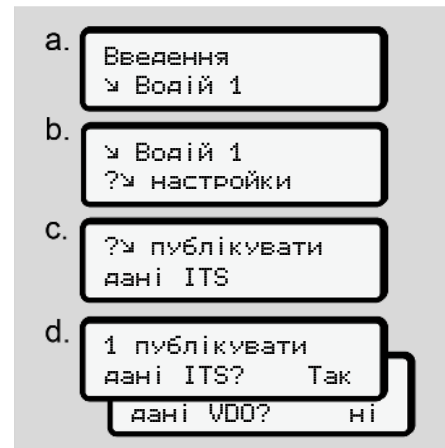 a.
Введення
↘ Водій 1
b.
↘ Водій 1
?↘ настройки
c.
?↘ публікувати
дані ITS
d.
1 публікувати
дані ITS? Так
дані VDO? ні